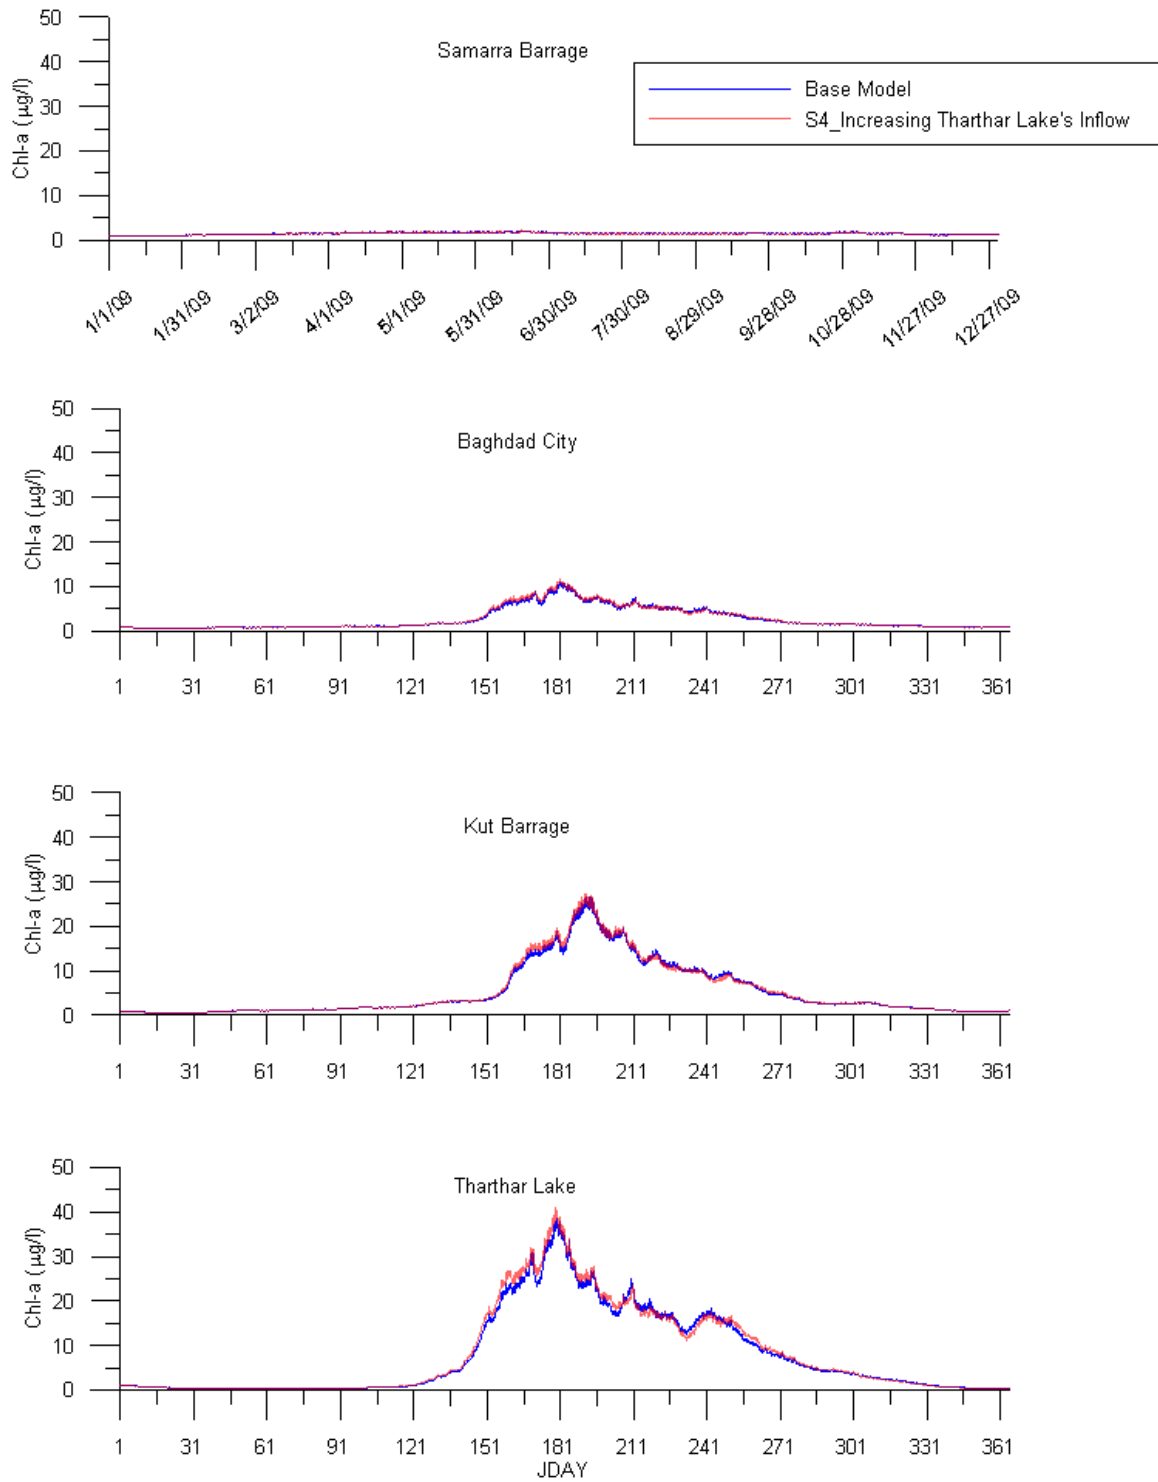 Samarra Barrage
Base Model
S4_Increasing Tharthar Lake's Inflow
Chl-a (µg/l)
50
40
30
20
10
0
1/1/09 1/31/09 3/2/09 4/1/09 5/1/09 5/31/09 6/30/09 7/30/09 8/29/09 9/28/09 10/28/09 11/27/09 12/27/09
Baghdad City
Chl-a (µg/l)
50
40
30
20
10
0
1 31 61 91 121 151 181 211 241 271 301 331 361
Kut Barrage
Chl-a (µg/l)
50
40
30
20
10
0
1 31 61 91 121 151 181 211 241 271 301 331 361
Tharthar Lake
Chl-a (µg/l)
50
40
30
20
10
0
1 31 61 91 121 151 181 211 241 271 301 331 361
JDAY